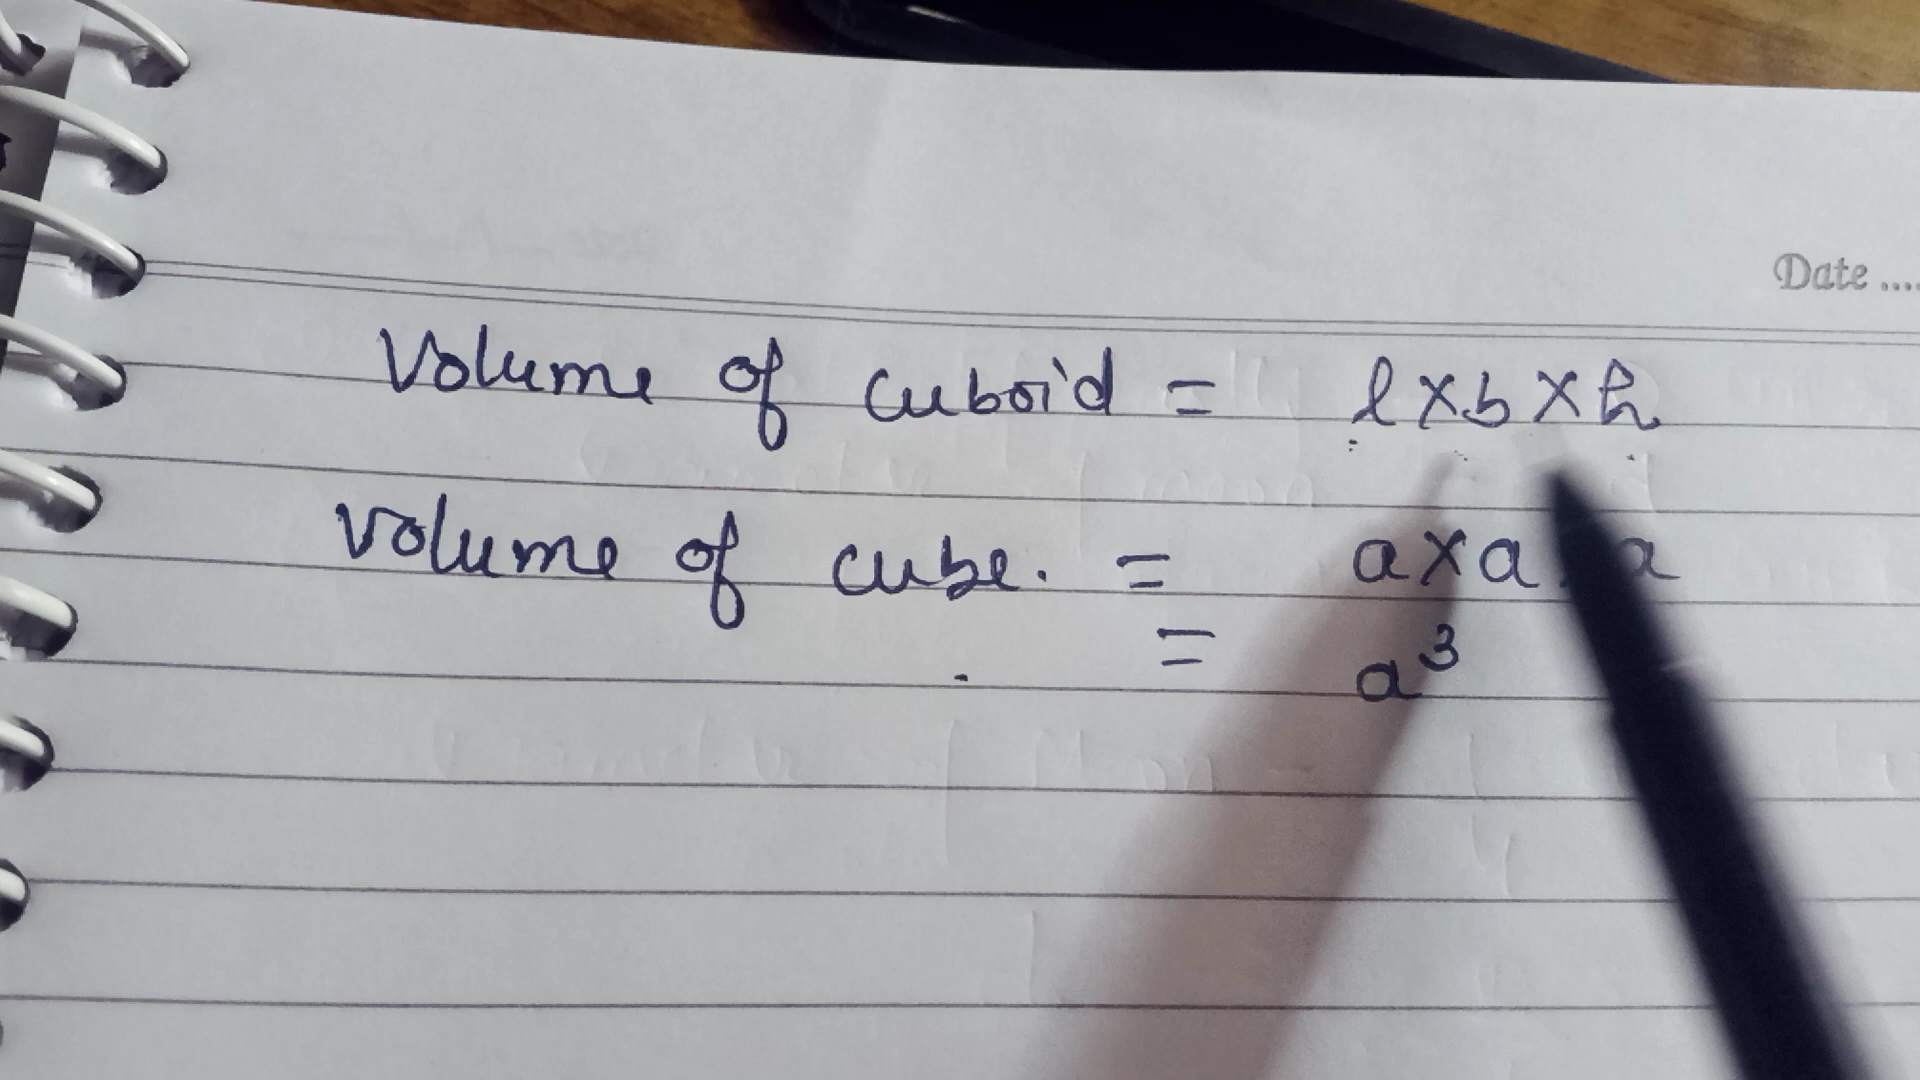 Date ....
Volume of cuboid = l×b×h
Volume of cube. = a×a×a
= a³